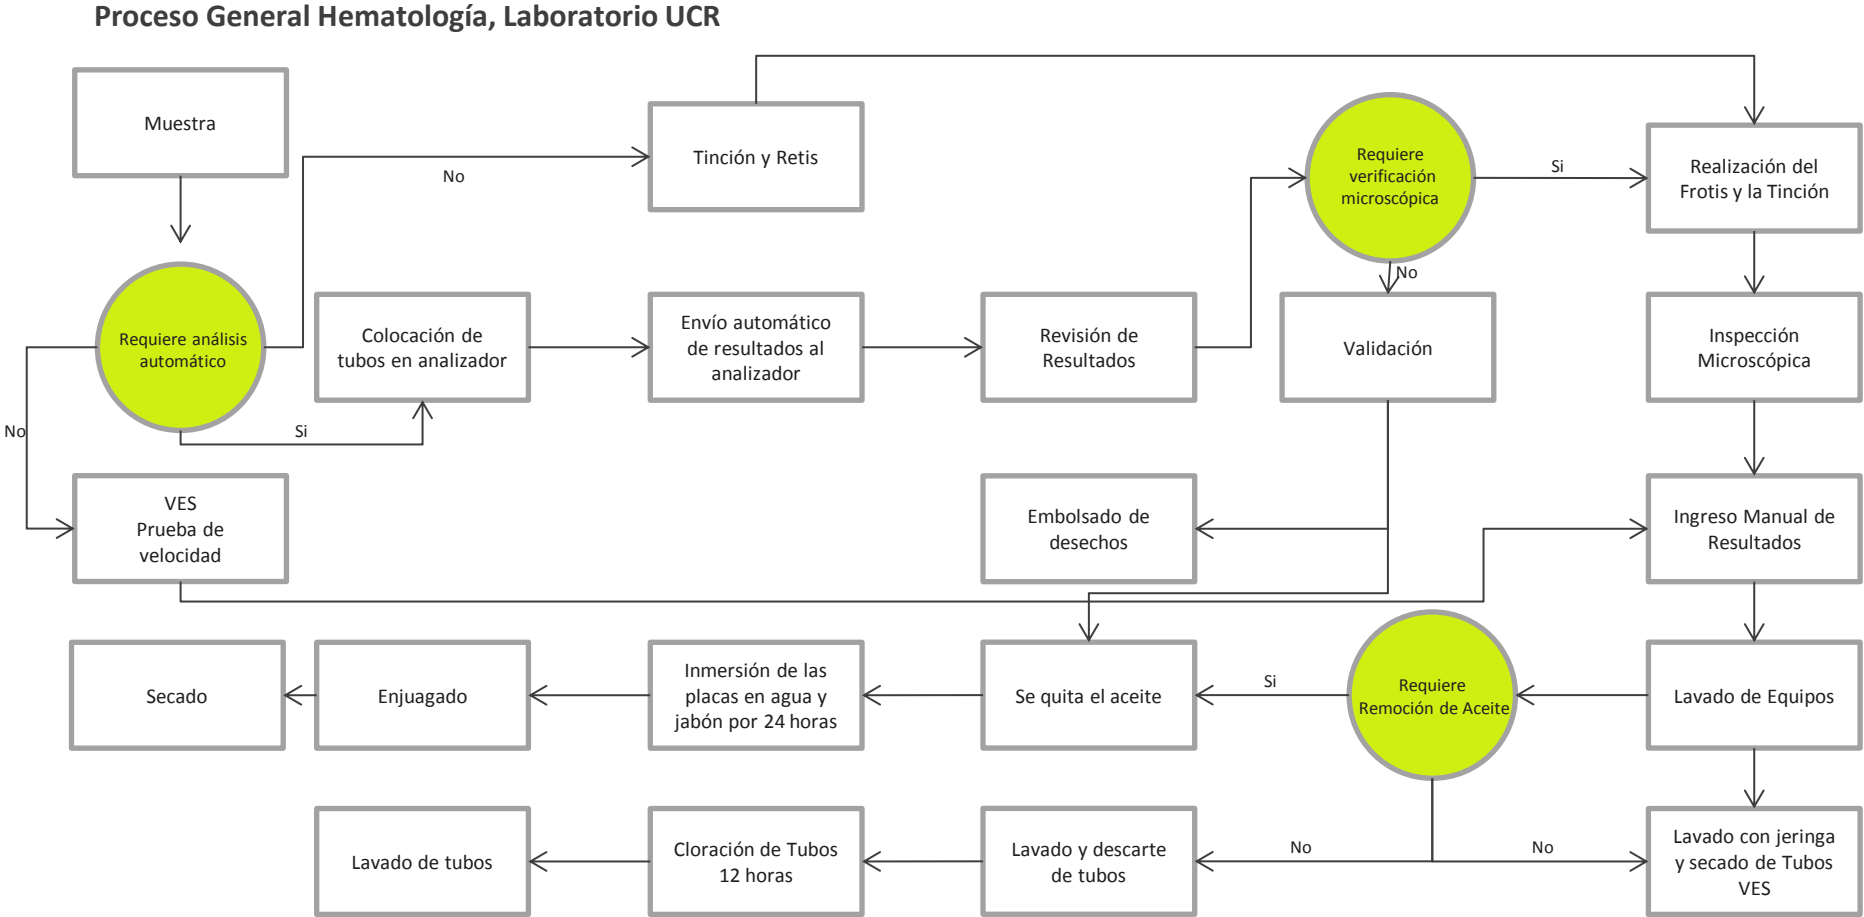 Proceso General Hematología, Laboratorio UCR
Muestra
Requiere análisis
automático
No
Tinción y Retis
No
VES
Prueba de
velocidad
Si
Colocación de
tubos en analizador
Envío automático
de resultados al
analizador
Revisión de
Resultados
Requiere
verificación
microscópica
Si
Realización del
Frotis y la Tinción
No
Validación
Inspección
Microscópica
Embolsado de
desechos
Ingreso Manual de
Resultados
Lavado de Equipos
Requiere
Remoción de Aceite
Si
Se quita el aceite
Inmersión de las
placas en agua y
jabón por 24 horas
Enjuagado
Secado
No
Lavado con jeringa
y secado de Tubos
VES
No
Lavado y descarte
de tubos
Cloración de Tubos
12 horas
Lavado de tubos